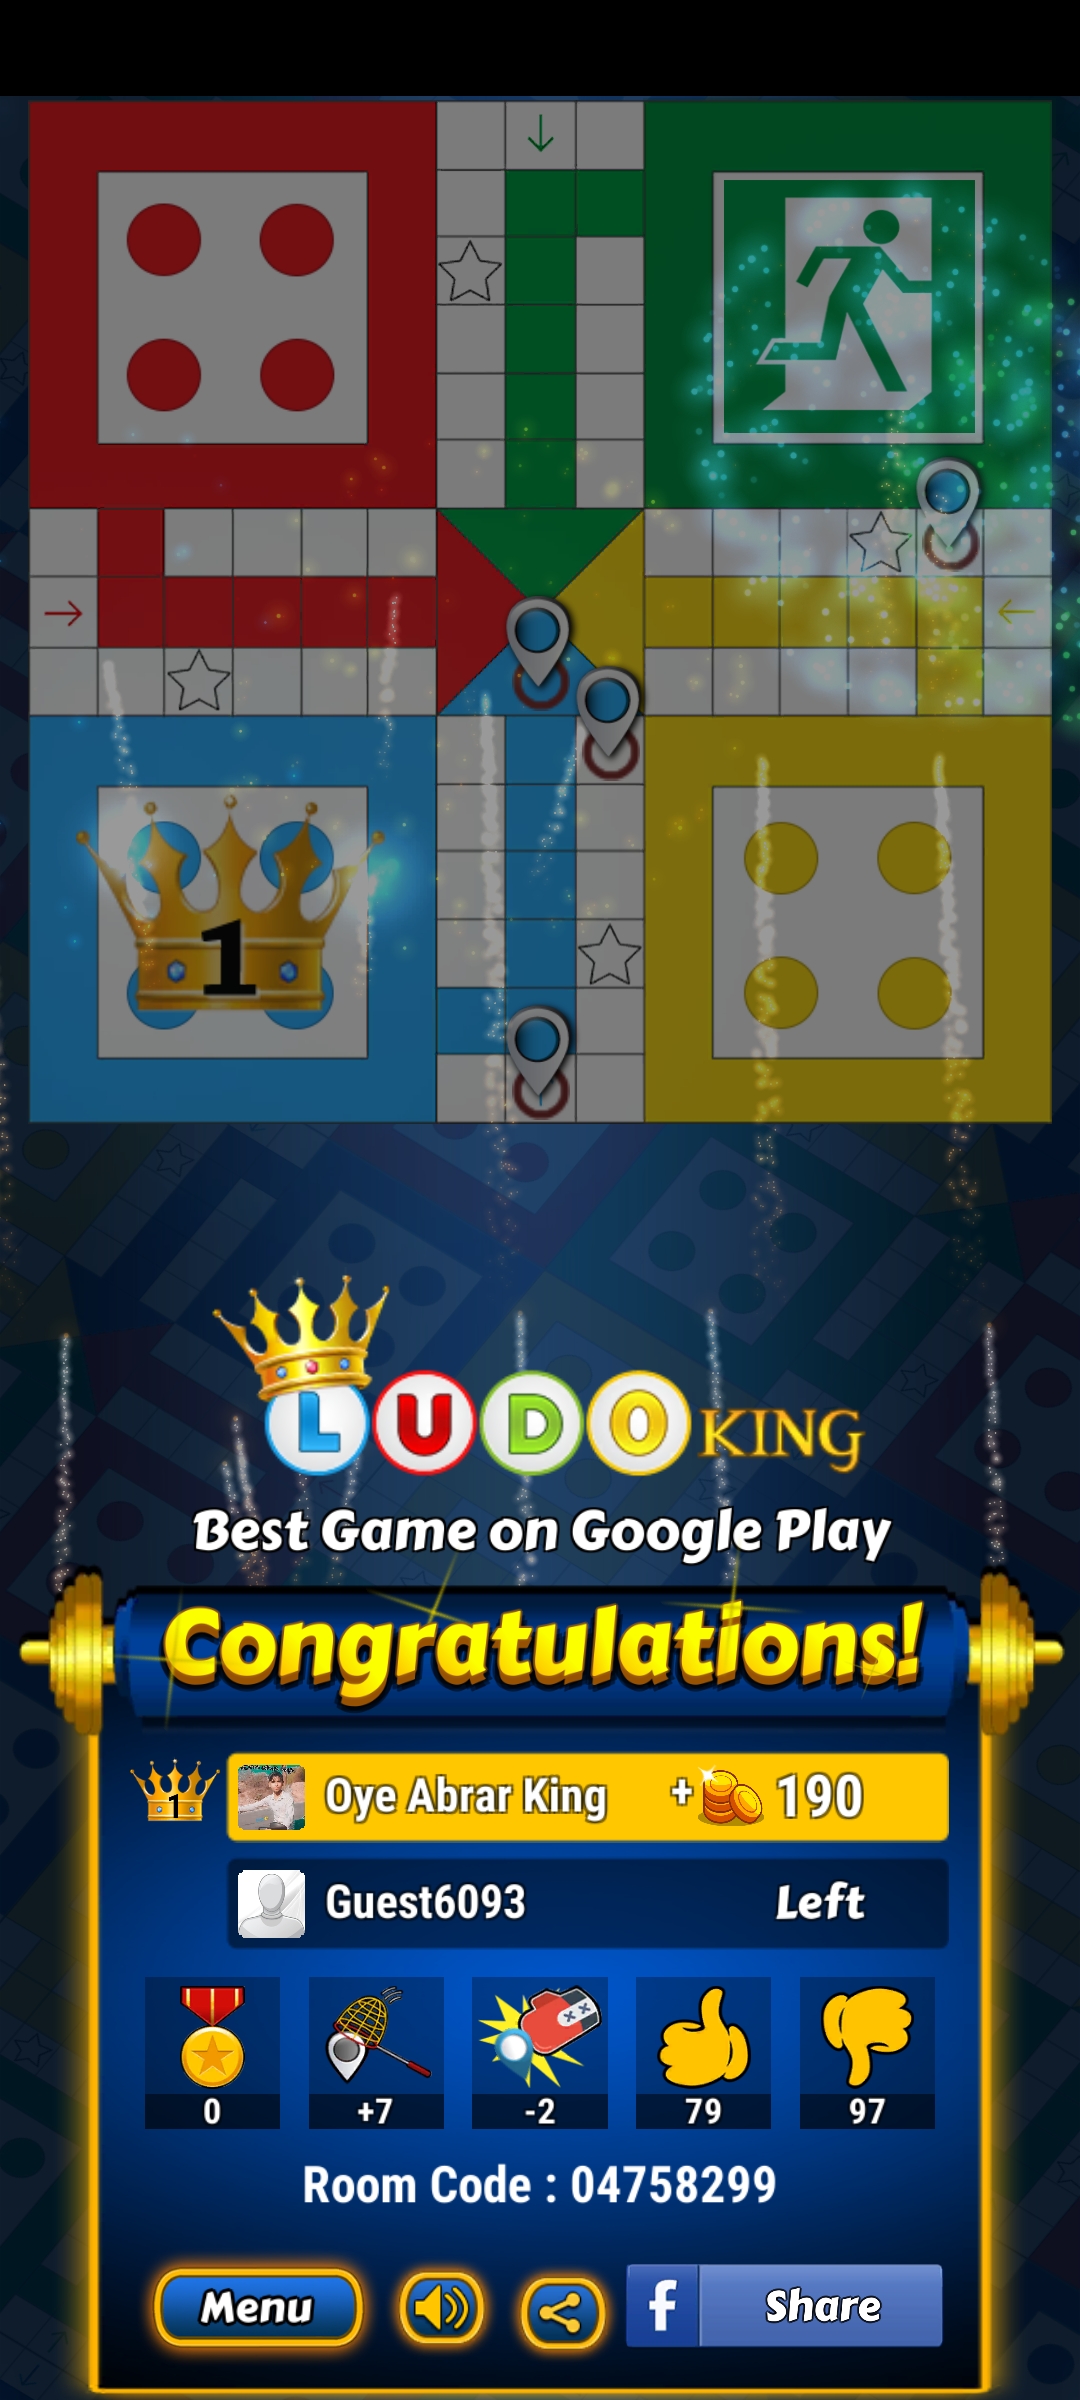 1
LUDO KING
Best Game on Google Play
Congratulations!
1 Oye Abrar King + 190
Guest6093 Left
0 +7 -2 79 97
Room Code : 04758299
Menu f Share